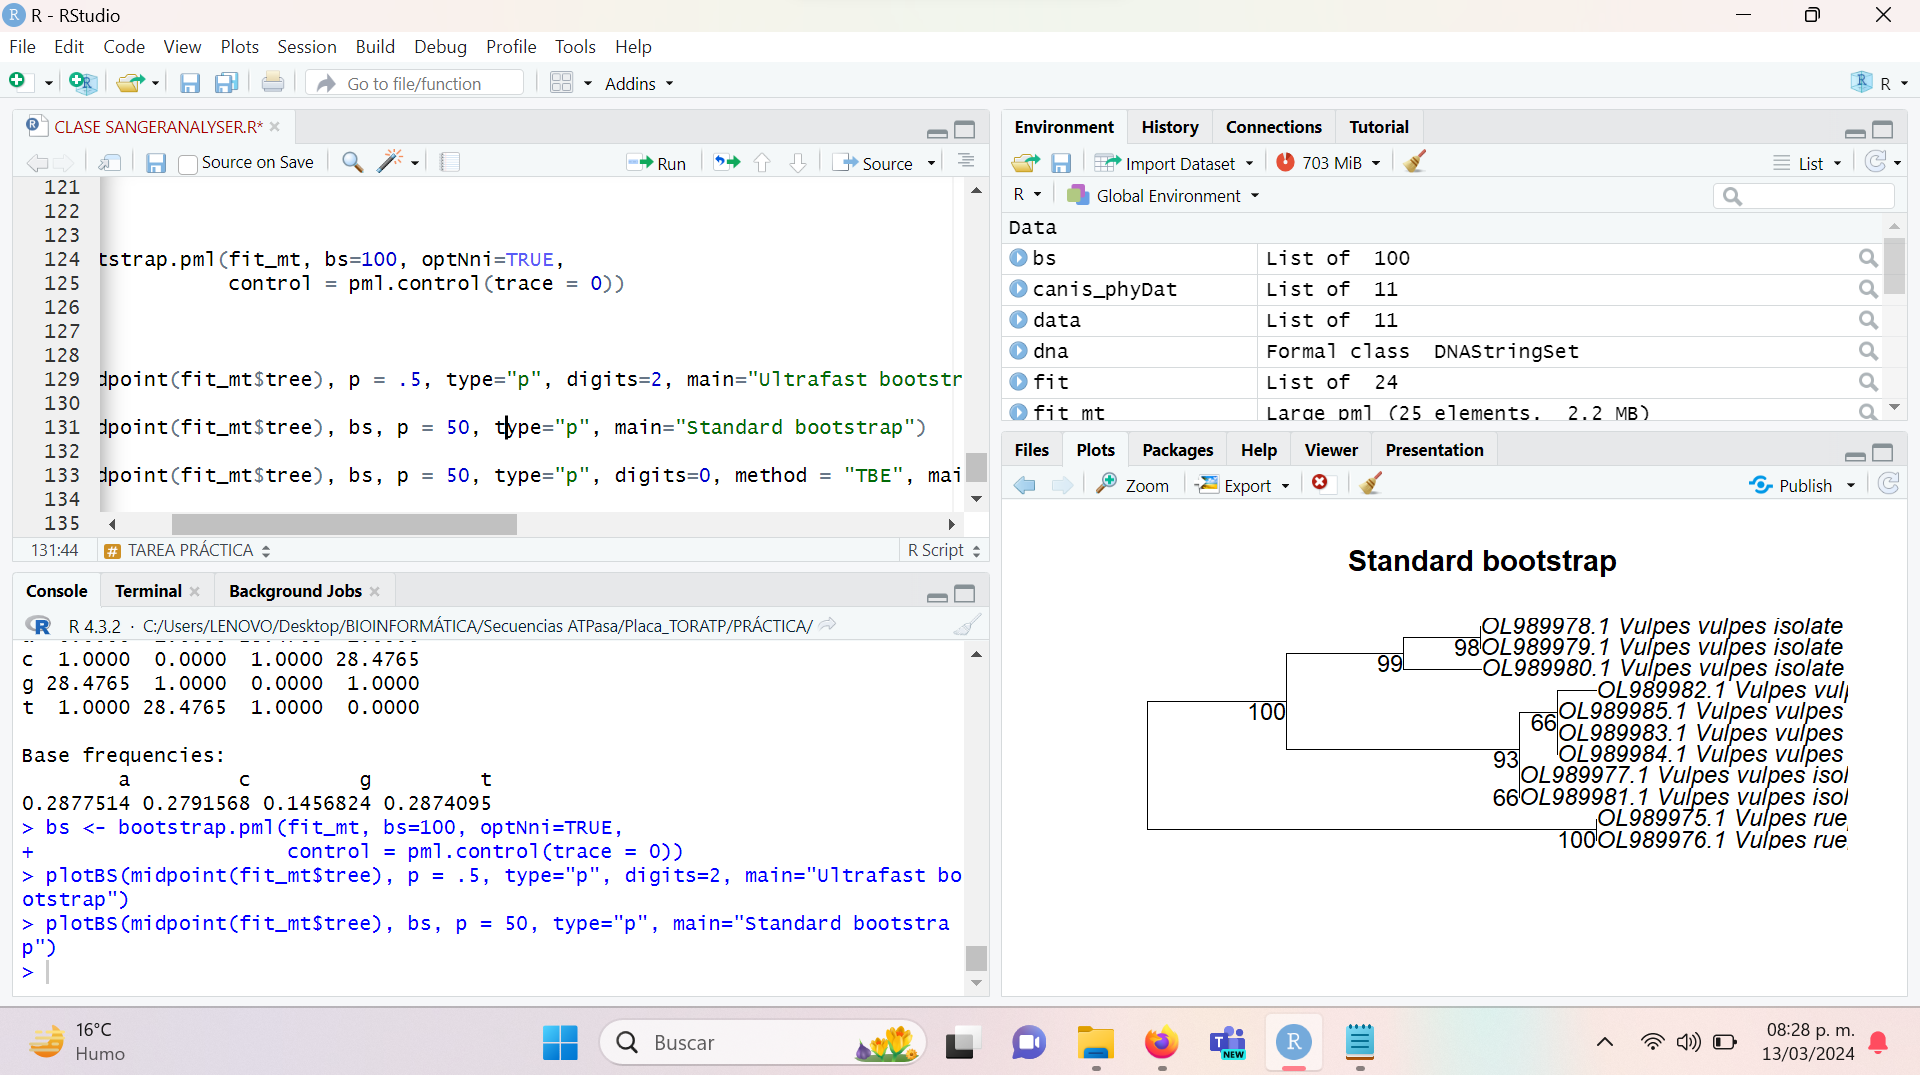 R - RStudio
File Edit Code View Plots Session Build Debug Profile Tools Help
Go to file/function
Addins
R
CLASE SANGERANALYSER.R*
Source on Save
Run
Source
121
122
123
124 tstrap.pml(fit_mt, bs=100, optNni=TRUE,
125 control = pml.control(trace = 0))
126
127
128
129 dpoint(fit_mt$tree), p = .5, type="p", digits=2, main="Ultrafast bootstr
130
131 dpoint(fit_mt$tree), bs, p = 50, type="p", main="Standard bootstrap")
132
133 dpoint(fit_mt$tree), bs, p = 50, type="p", digits=0, method = "TBE", mai
134
135
131:44
# TAREA PRÁCTICA
R Script
Console Terminal Background Jobs
R 4.3.2 · C:/Users/LENOVO/Desktop/BIOINFORMÁTICA/Secuencias ATPasa/Placa_TORATP/PRÁCTICA/
c 1.0000 0.0000 1.0000 28.4765
g 28.4765 1.0000 0.0000 1.0000
t 1.0000 28.4765 1.0000 0.0000
Base frequencies:
a c g t
0.2877514 0.2791568 0.1456824 0.2874095
> bs <- bootstrap.pml(fit_mt, bs=100, optNni=TRUE,
+ control = pml.control(trace = 0))
> plotBS(midpoint(fit_mt$tree), p = .5, type="p", digits=2, main="Ultrafast bo
otstrap")
> plotBS(midpoint(fit_mt$tree), bs, p = 50, type="p", main="Standard bootstra
p")
>
Environment History Connections Tutorial
Import Dataset
703 MiB
List
R
Global Environment
Data
bs List of 100
canis_phyDat List of 11
data List of 11
dna Formal class DNAStringSet
fit List of 24
fit_mt Large pml (25 elements, 2.2 MB)
Files Plots Packages Help Viewer Presentation
Zoom
Export
Publish
Standard bootstrap
OL989978.1 Vulpes vulpes isolate
98
OL989979.1 Vulpes vulpes isolate
99
OL989980.1 Vulpes vulpes isolate
OL989982.1 Vulpes vulp
100
OL989985.1 Vulpes vulpes
66
OL989983.1 Vulpes vulpes
OL989984.1 Vulpes vulpes
93
OL989977.1 Vulpes vulpes isol
66
OL989981.1 Vulpes vulpes isol
OL989975.1 Vulpes rue
100
OL989976.1 Vulpes rue
16°C
Humo
Buscar
NEW
08:28 p. m.
13/03/2024